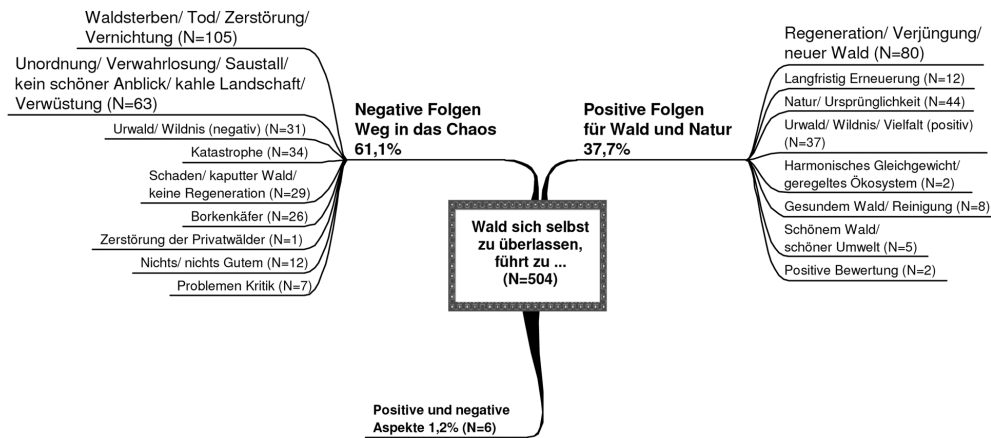 Waldsterben/ Tod/ Zerstörung/
Vernichtung (N=105)
Unordnung/ Verwahrlosung/ Saustall/
kein schöner Anblick/ kahle Landschaft/
Verwüstung (N=63)
Urwald/ Wildnis (negativ) (N=31)
Katastrophe (N=34)
Schaden/ kaputter Wald/
keine Regeneration (N=29)
Borkenkäfer (N=26)
Zerstörung der Privatwälder (N=1)
Nichts/ nichts Gutem (N=12)
Problemen Kritik (N=7)
Negative Folgen
Weg in das Chaos
61,1%
Positive Folgen
für Wald und Natur
37,7%
Regeneration/ Verjüngung/
neuer Wald (N=80)
Langfristig Erneuerung (N=12)
Natur/ Ursprünglichkeit (N=44)
Urwald/ Wildnis/ Vielfalt (positiv)
(N=37)
Harmonisches Gleichgewicht/
geregeltes Ökosystem (N=2)
Gesundem Wald/ Reinigung (N=8)
Schönem Wald/
schöner Umwelt (N=5)
Positive Bewertung (N=2)
Wald sich selbst
zu überlassen,
führt zu ...
(N=504)
Positive und negative
Aspekte 1,2% (N=6)